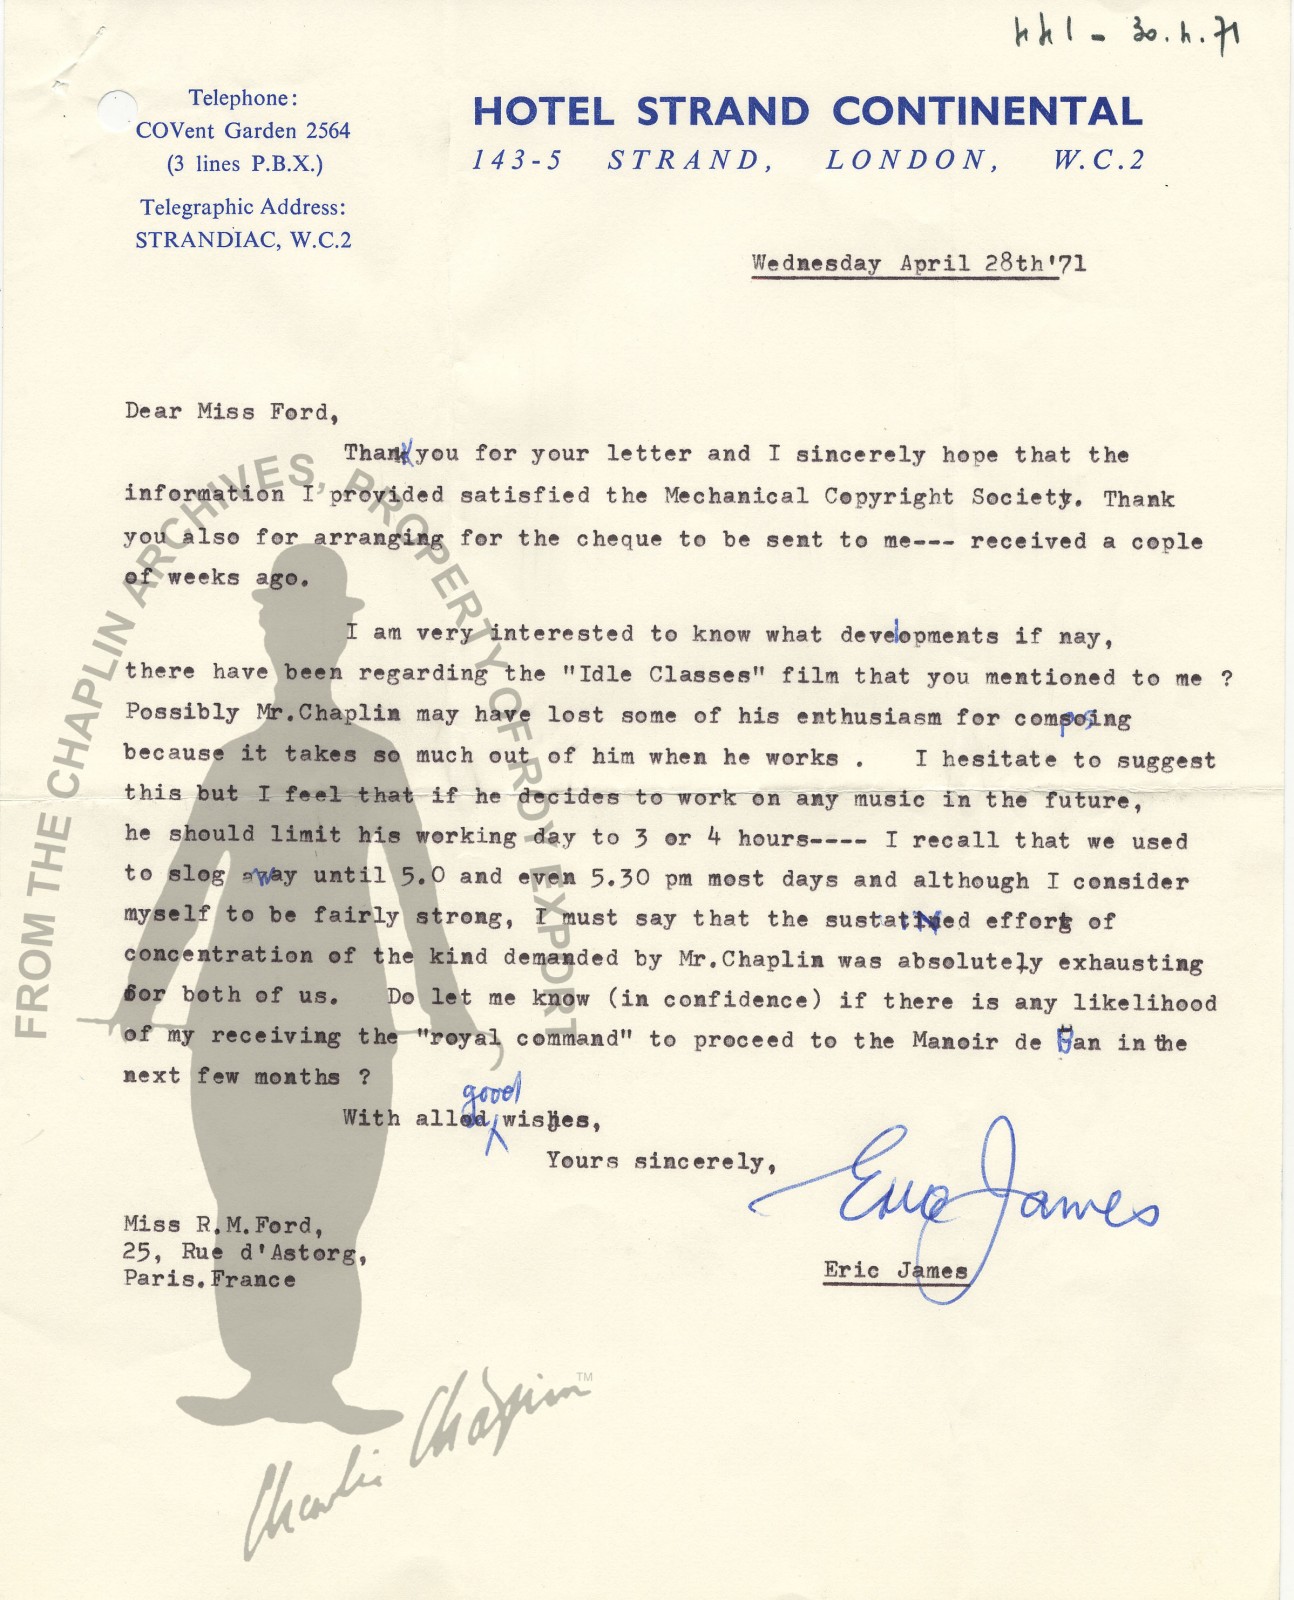 30.4.71
Telephone:
COVent Garden 2564
(3 lines P.B.X.)
Telegraphic Address:
STRANDIAC, W.C.2
HOTEL STRAND CONTINENTAL
143-5 STRAND, LONDON, W.C.2
Wednesday April 28th'71
Dear Miss Ford,
Thank you for your letter and I sincerely hope that the
information I provided satisfied the Mechanical Copyright Society. Thank
you also for arranging for the cheque to be sent to me--- received a cople
of weeks ago.
I am very interested to know what developments if nay,
there have been regarding the "Idle Classes" film that you mentioned to me ?
Possibly Mr.Chaplin may have lost some of his enthusiasm for composing
because it takes so much out of him when he works . I hesitate to suggest
this but I feel that if he decides to work on any music in the future,
he should limit his working day to 3 or 4 hours---- I recall that we used
to slog away until 5.0 and even 5.30 pm most days and although I consider
myself to be fairly strong, I must say that the sustained effort of
concentration of the kind demanded by Mr.Chaplin was absolutely exhausting
for both of us. Do let me know (in confidence) if there is any likelihood
of my receiving the "royal command" to proceed to the Manoir de Ban in the
next few months ?
With all good wishes,
Yours sincerely,
Eric James
Eric James
Miss R.M.Ford,
25, Rue d'Astorg,
Paris.France
FROM THE CHAPLIN ARCHIVES, PROPERTY OF ROY EXPORT
Charlie Chaplin TM